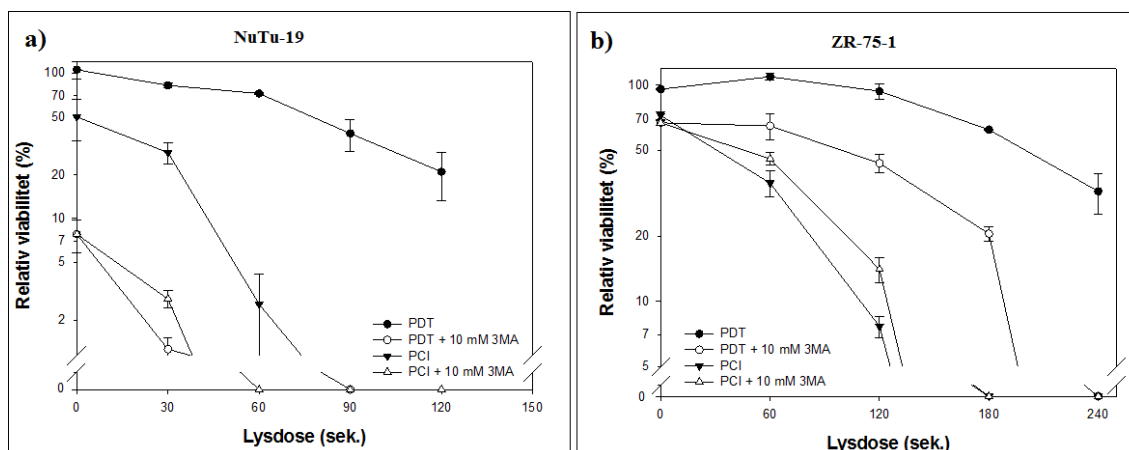 a)
NuTu-19
Relativ viabilitet (%)
100
70
50
20
10
7
5
2
0
PDT
PDT + 10 mM 3MA
PCI
PCI + 10 mM 3MA
0 30 60 90 120 150
Lysdose (sek.)
b)
ZR-75-1
Relativ viabilitet (%)
100
70
50
20
10
7
5
0
PDT
PDT + 10 mM 3MA
PCI
PCI + 10 mM 3MA
0 60 120 180 240
Lysdose (sek.)